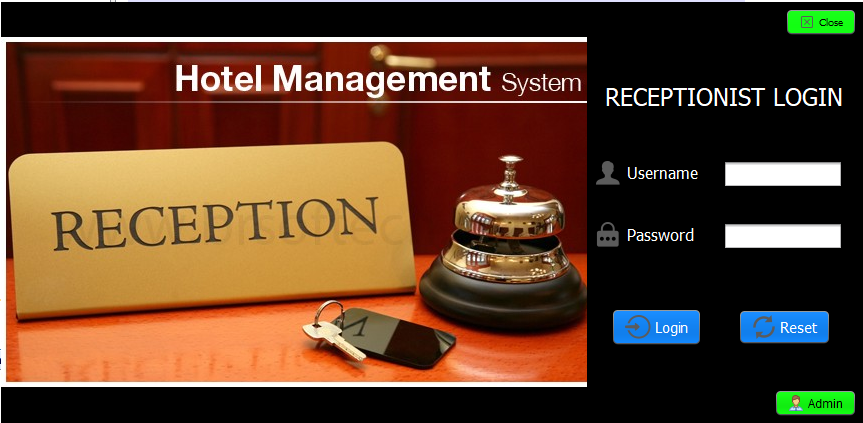 Close
Hotel Management System
RECEPTIONIST LOGIN
RECEPTION
Username
Password
Login
Reset
Admin